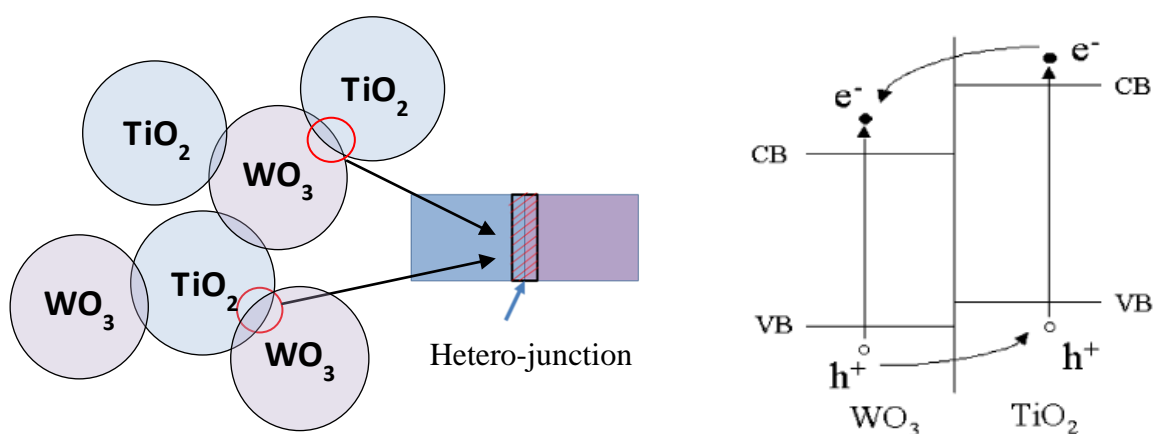 TiO2
TiO2
WO3
TiO2
WO3
WO3
Hetero-junction
e-
e-
CB
CB
VB
VB
h+
h+
WO3
TiO2